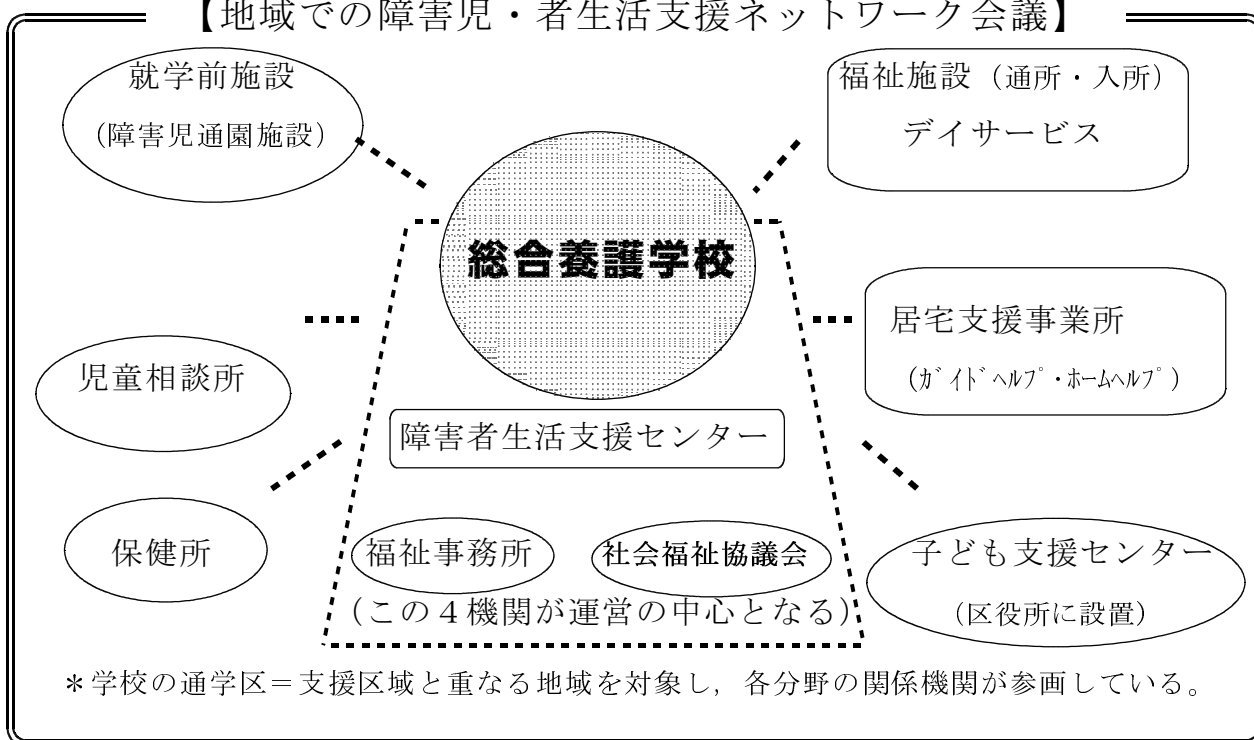 【地域での障害児・者生活支援ネットワーク会議】
就学前施設
(障害児通園施設)
福祉施設(通所・入所)
デイサービス
総合養護学校
居宅支援事業所
(ガイドヘルプ・ホームヘルプ)
児童相談所
障害者生活支援センター
保健所
福祉事務所
社会福祉協議会
子ども支援センター
(区役所に設置)
(この4機関が運営の中心となる)
*学校の通学区=支援区域と重なる地域を対象し,各分野の関係機関が参画している。